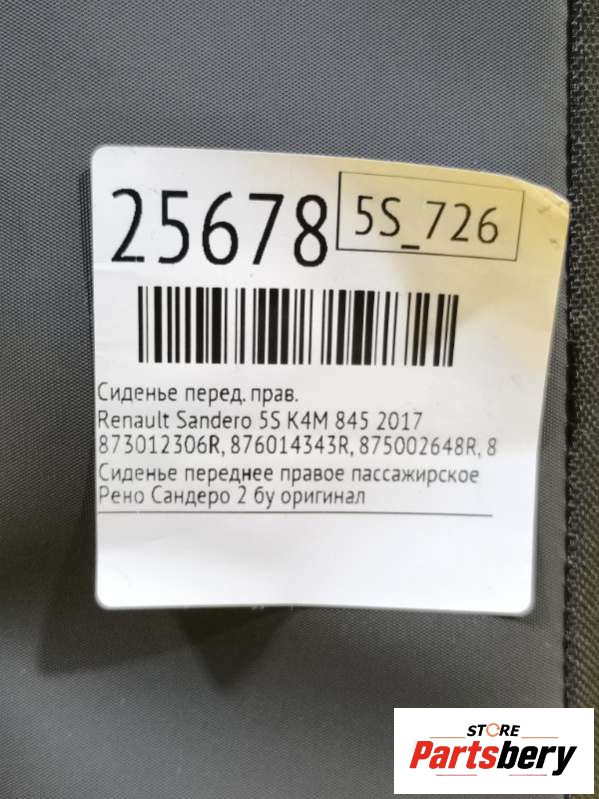 25678
5S_726
Сиденье перед. прав.
Renault Sandero 5S K4M 845 2017
873012306R, 876014343R, 875002648R, 8
Сиденье переднее правое пассажирское
Рено Сандеро 2 бу оригинал
STORE
Partsbery